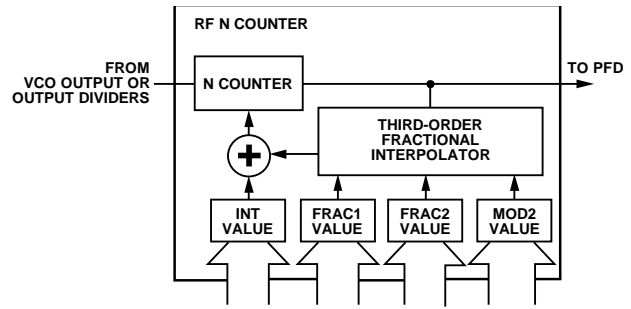 RF N COUNTER
FROM
VCO OUTPUT OR
OUTPUT DIVIDERS
N COUNTER
TO PFD
THIRD-ORDER
FRACTIONAL
INTERPOLATOR
+
INT
VALUE
FRAC1
VALUE
FRAC2
VALUE
MOD2
VALUE